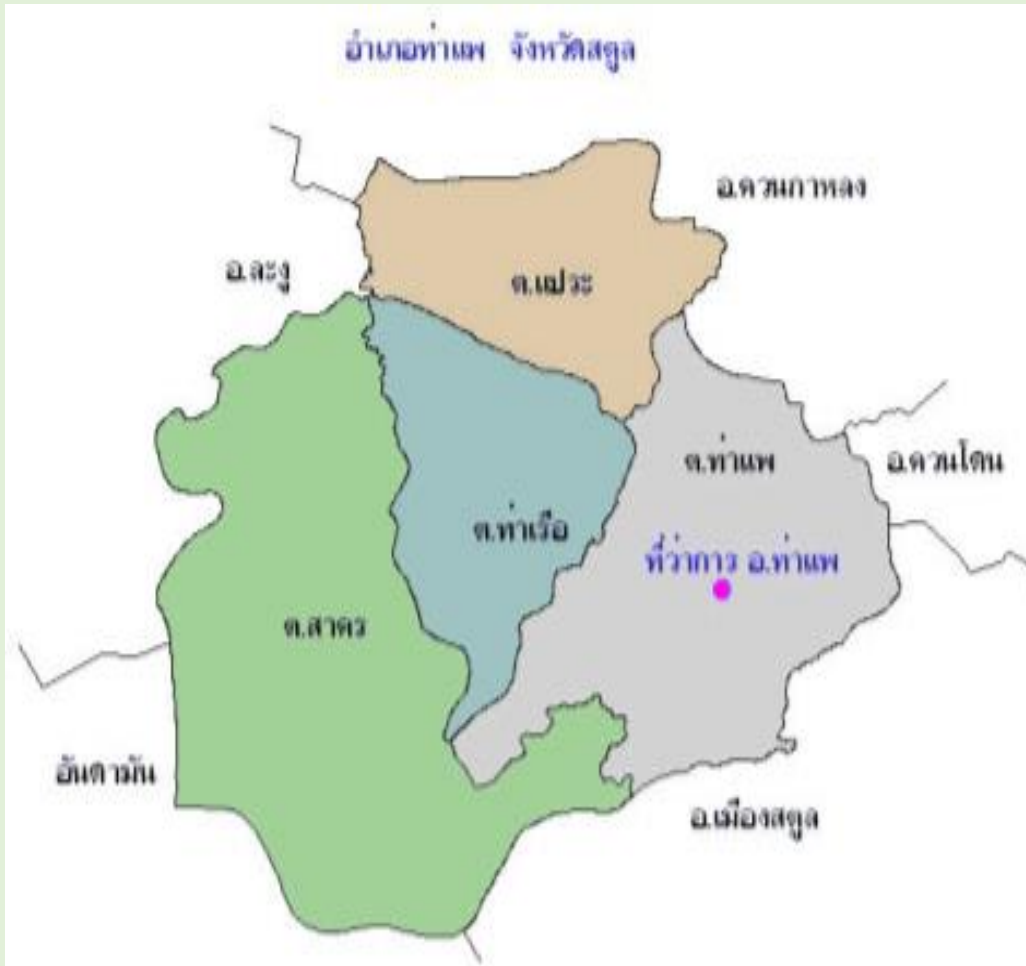 อำเภอท่าแพ จังหวัดสตูล
อ.ควนกาหลง
อ.ละงู
ต.แประ
ต.ท่าแพ
อ.ควนโดน
ต.ท่าเรือ
ที่ว่าการ อ.ท่าแพ
ต.สาคร
อันดามัน
อ.เมืองสตูล